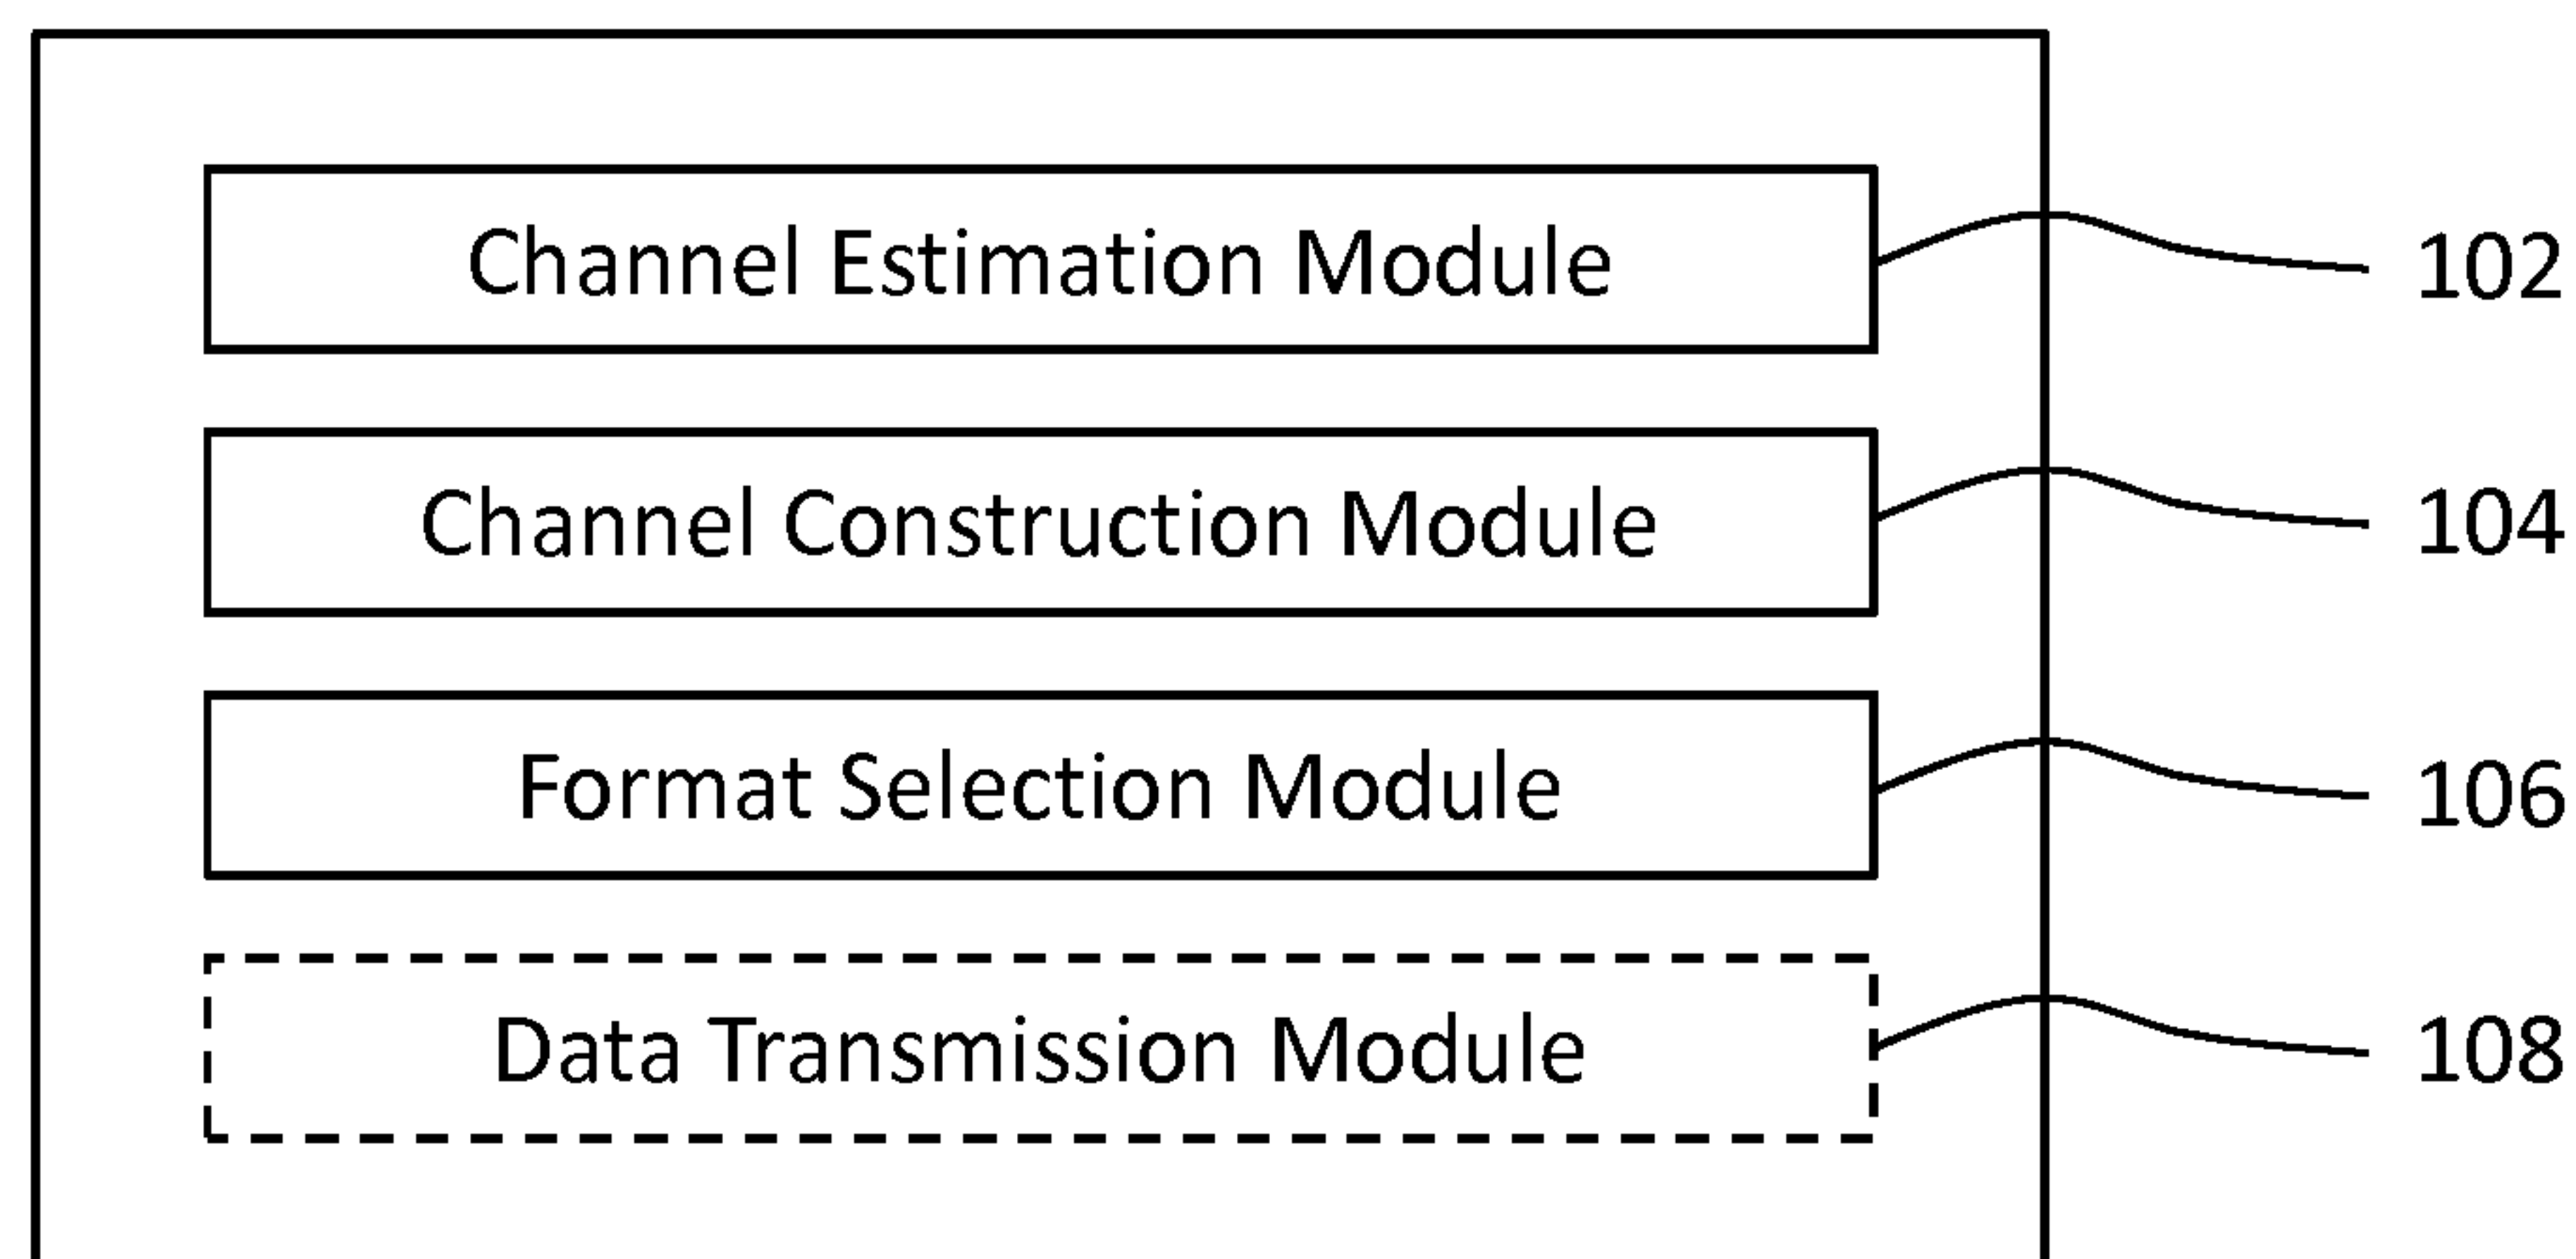 Channel Estimation Module 102
Channel Construction Module 104
Format Selection Module 106
Data Transmission Module 108